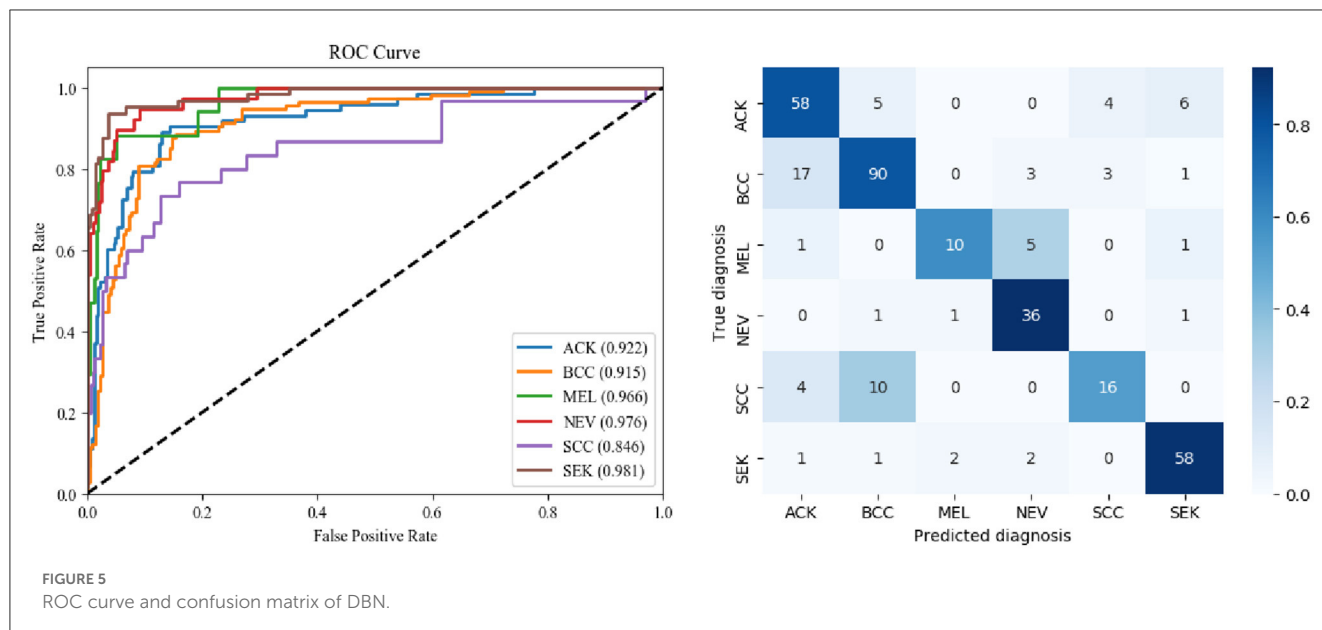 ROC Curve
1.0
0.8
0.6
0.4
0.2
0.0
True Positive Rate
0.0 0.2 0.4 0.6 0.8 1.0
False Positive Rate
ACK (0.922)
BCC (0.915)
MEL (0.966)
NEV (0.976)
SCC (0.846)
SEK (0.981)
True diagnosis
ACK 58 5 0 0 4 6
BCC 17 90 0 3 3 1
MEL 1 0 10 5 0 1
NEV 0 1 1 36 0 1
SCC 4 10 0 0 16 0
SEK 1 1 2 2 0 58
ACK BCC MEL NEV SCC SEK
Predicted diagnosis
0.8
0.6
0.4
0.2
0.0
FIGURE 5
ROC curve and confusion matrix of DBN.